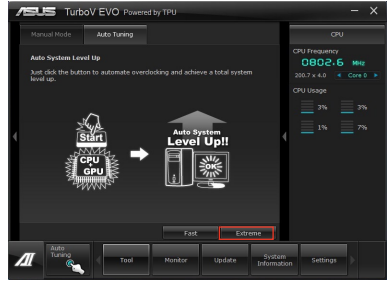 ASUS TurboV EVO Powered by TPU
Manual Mode Auto Tuning
CPU
Auto System Level Up
Just click the button to automate overclocking and achieve a total system
level up.
CPU Frequency
0802.6 MHz
200.7 x 4.0 Core 0
CPU Usage
3% 3%
1% 7%
Start
CPU
+
GPU
Auto System
Level Up!!
OK
Fast Extreme
AI
Auto
Tuning
Tool
Monitor
Update
System
Information
Settings